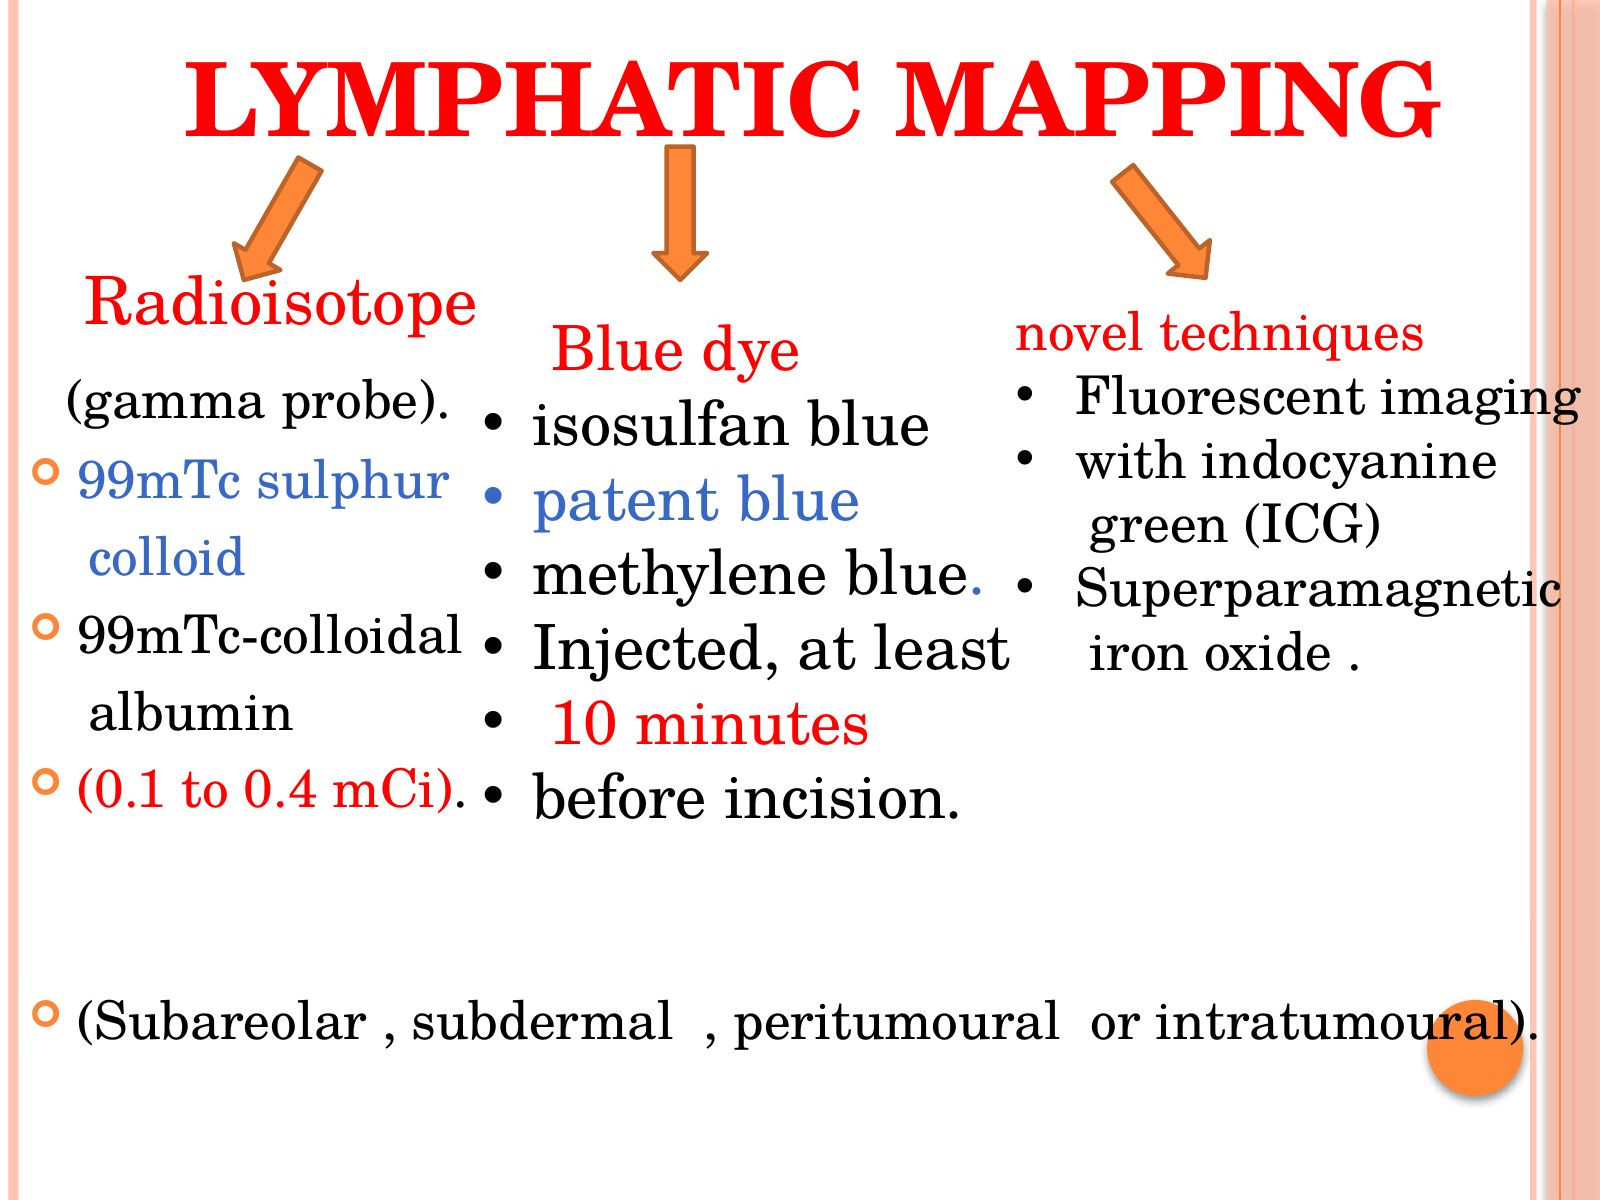 LYMPHATIC MAPPING
Radioisotope
(gamma probe).
99mTc sulphur
colloid
99mTc-colloidal
albumin
(0.1 to 0.4 mCi).
Blue dye
• isosulfan blue
• patent blue
• methylene blue.
• Injected, at least
• 10 minutes
• before incision.
novel techniques
• Fluorescent imaging
• with indocyanine
green (ICG)
• Superparamagnetic
iron oxide .
(Subareolar , subdermal , peritumoural or intratumoural).